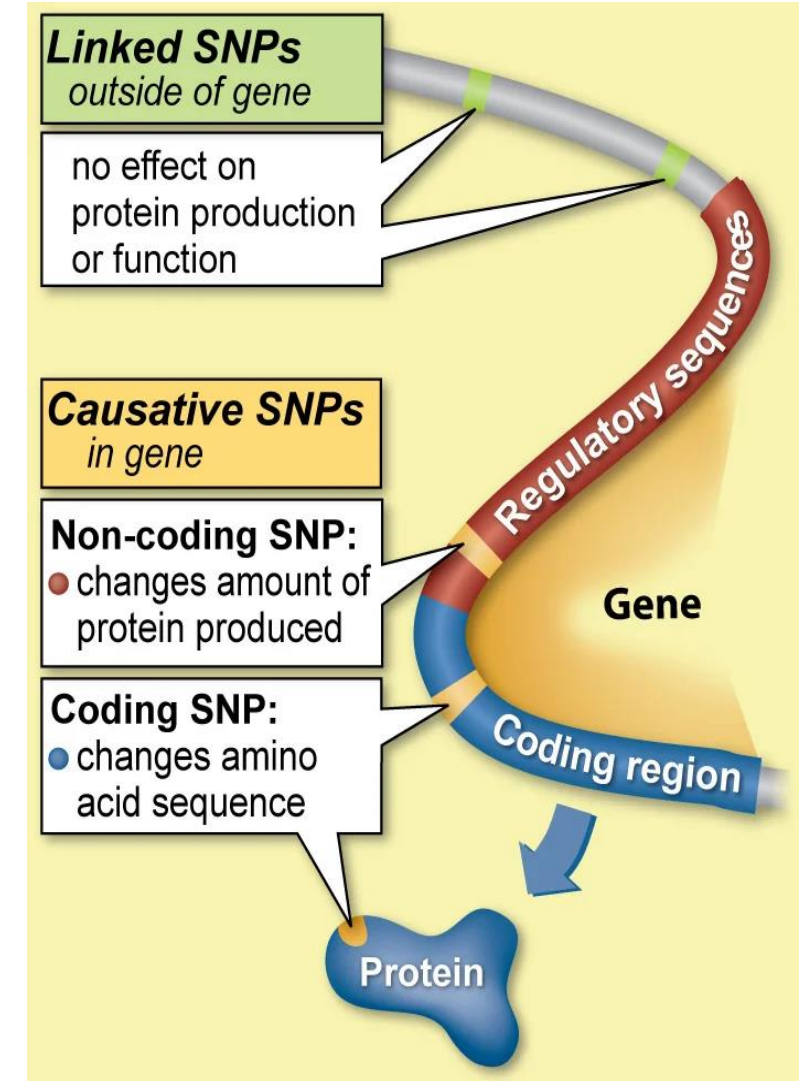 Linked SNPs
outside of gene
no effect on
protein production
or function
Regulatory sequences
Causative SNPs
in gene
Non-coding SNP:
changes amount of
protein produced
Gene
Coding SNP:
changes amino
acid sequence
Coding region
Protein